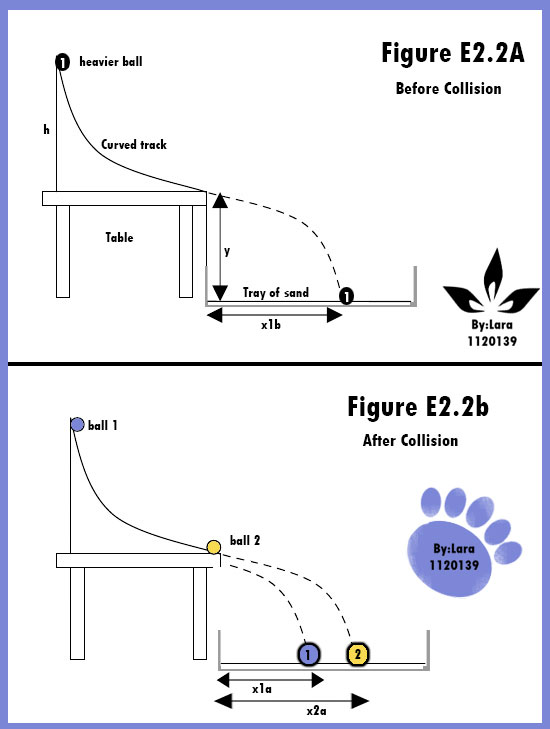 Figure E2.2A
Before Collision
1 heavier ball
h
Curved track
Table
y
Tray of sand
1
x1b
By:Lara
1120139
Figure E2.2b
After Collision
ball 1
ball 2
By:Lara
1120139
1
2
x1a
x2a